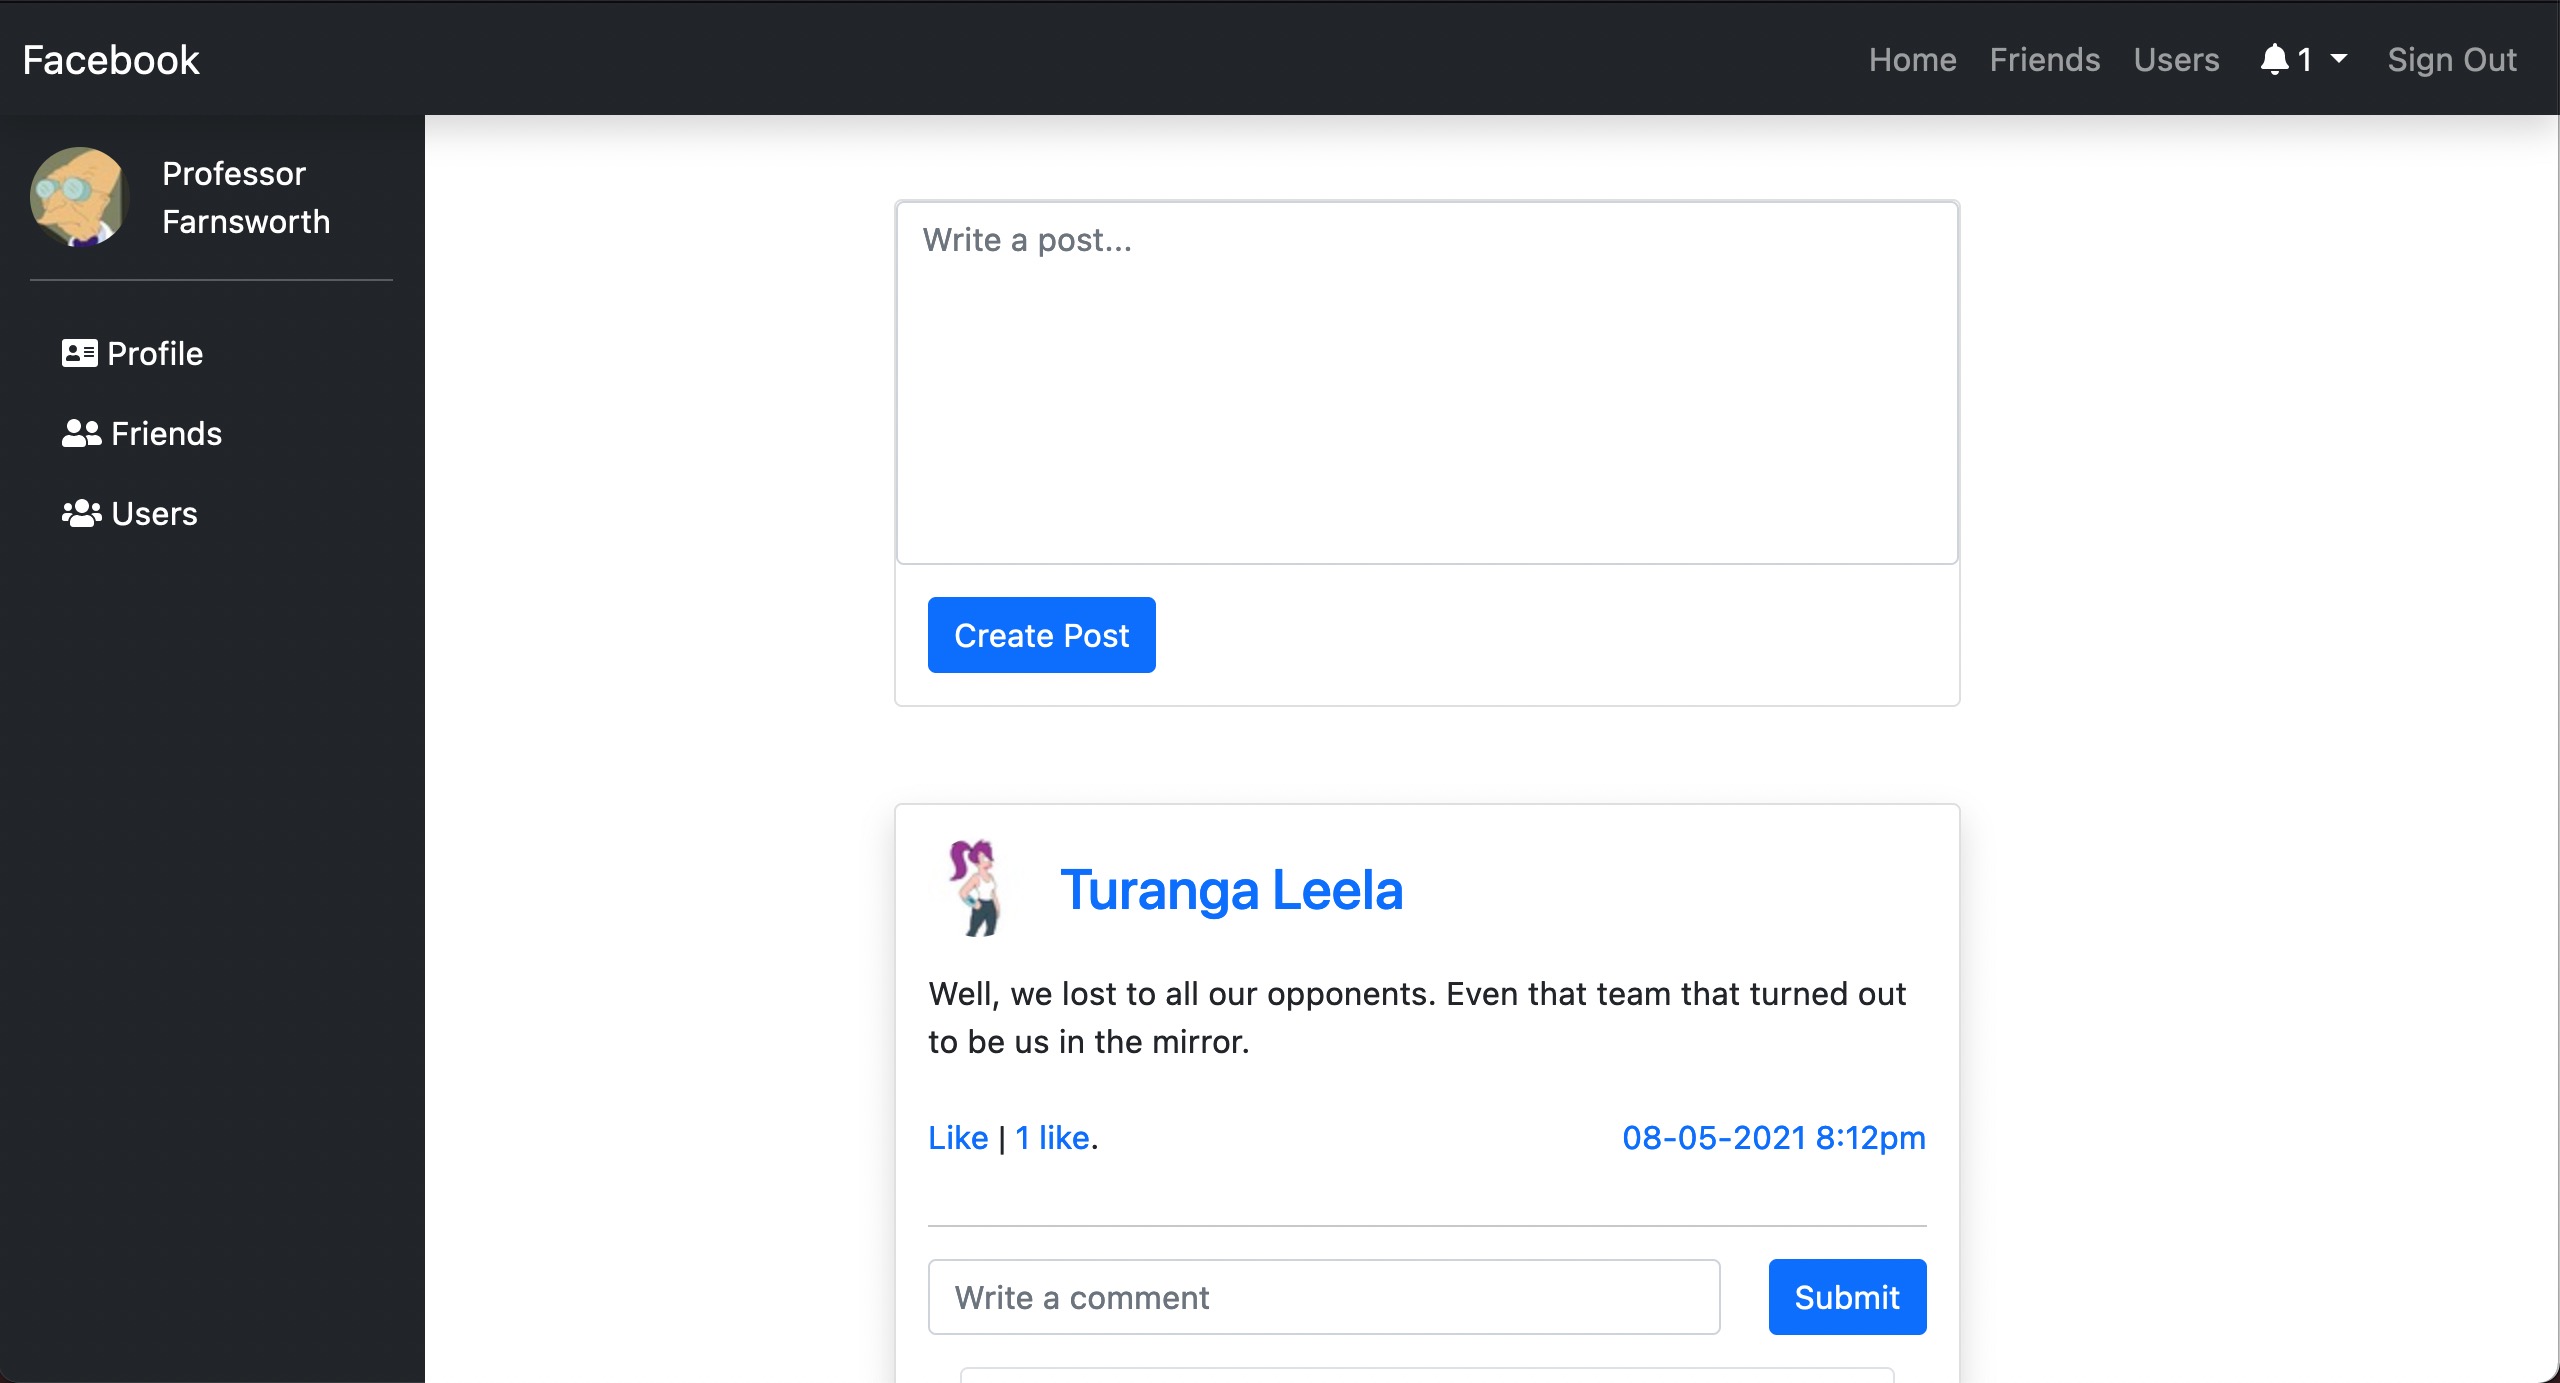 Facebook
Home Friends Users 1 Sign Out
Professor
Farnsworth
Profile
Friends
Users
Write a post...
Create Post
Turanga Leela
Well, we lost to all our opponents. Even that team that turned out
to be us in the mirror.
Like | 1 like. 08-05-2021 8:12pm
Write a comment Submit